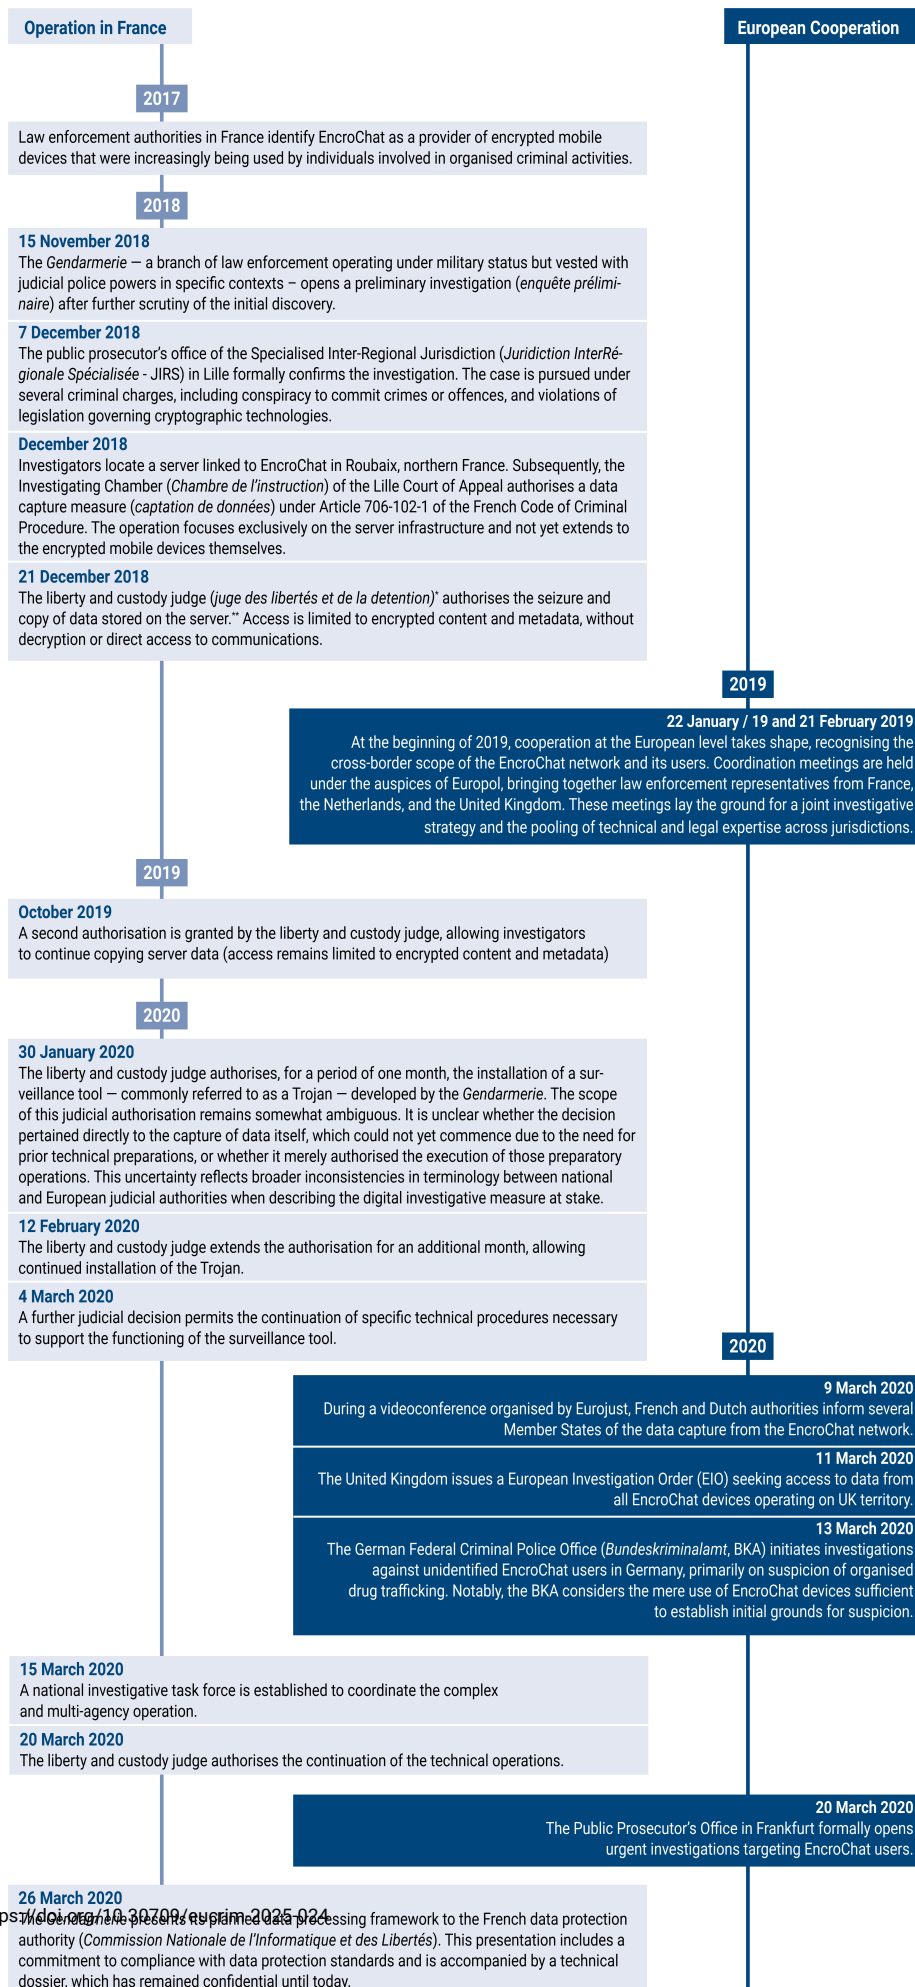 Operation in France
European Cooperation
2017
Law enforcement authorities in France identify EncroChat as a provider of encrypted mobile
devices that were increasingly being used by individuals involved in organised criminal activities.
2018
15 November 2018
The Gendarmerie — a branch of law enforcement operating under military status but vested with
judicial police powers in specific contexts – opens a preliminary investigation (enquête prélimi-
naire) after further scrutiny of the initial discovery.
7 December 2018
The public prosecutor's office of the Specialised Inter-Regional Jurisdiction (Juridiction InterRé-
gionale Spécialisée - JIRS) in Lille formally confirms the investigation. The case is pursued under
several criminal charges, including conspiracy to commit crimes or offences, and violations of
legislation governing cryptographic technologies.
December 2018
Investigators locate a server linked to EncroChat in Roubaix, northern France. Subsequently, the
Investigating Chamber (Chambre de l'instruction) of the Lille Court of Appeal authorises a data
capture measure (captation de données) under Article 706-102-1 of the French Code of Criminal
Procedure. The operation focuses exclusively on the server infrastructure and not yet extends to
the encrypted mobile devices themselves.
21 December 2018
The liberty and custody judge (juge des libertés et de la detention)* authorises the seizure and
copy of data stored on the server.** Access is limited to encrypted content and metadata, without
decryption or direct access to communications.
2019
22 January / 19 and 21 February 2019
At the beginning of 2019, cooperation at the European level takes shape, recognising the
cross-border scope of the EncroChat network and its users. Coordination meetings are held
under the auspices of Europol, bringing together law enforcement representatives from France,
the Netherlands, and the United Kingdom. These meetings lay the ground for a joint investigative
strategy and the pooling of technical and legal expertise across jurisdictions.
2019
October 2019
A second authorisation is granted by the liberty and custody judge, allowing investigators
to continue copying server data (access remains limited to encrypted content and metadata)
2020
30 January 2020
The liberty and custody judge authorises, for a period of one month, the installation of a sur-
veillance tool — commonly referred to as a Trojan — developed by the Gendarmerie. The scope
of this judicial authorisation remains somewhat ambiguous. It is unclear whether the decision
pertained directly to the capture of data itself, which could not yet commence due to the need for
prior technical preparations, or whether it merely authorised the execution of those preparatory
operations. This uncertainty reflects broader inconsistencies in terminology between national
and European judicial authorities when describing the digital investigative measure at stake.
12 February 2020
The liberty and custody judge extends the authorisation for an additional month, allowing
continued installation of the Trojan.
4 March 2020
A further judicial decision permits the continuation of specific technical procedures necessary
to support the functioning of the surveillance tool.
2020
9 March 2020
During a videoconference organised by Eurojust, French and Dutch authorities inform several
Member States of the data capture from the EncroChat network.
11 March 2020
The United Kingdom issues a European Investigation Order (EIO) seeking access to data from
all EncroChat devices operating on UK territory.
13 March 2020
The German Federal Criminal Police Office (Bundeskriminalamt, BKA) initiates investigations
against unidentified EncroChat users in Germany, primarily on suspicion of organised
drug trafficking. Notably, the BKA considers the mere use of EncroChat devices sufficient
to establish initial grounds for suspicion.
15 March 2020
A national investigative task force is established to coordinate the complex
and multi-agency operation.
20 March 2020
The liberty and custody judge authorises the continuation of the technical operations.
20 March 2020
The Public Prosecutor's Office in Frankfurt formally opens
urgent investigations targeting EncroChat users.
26 March 2020
ps://doi.org/10.30709/eucrim-2025-024
The Gendarmerie presents its planned data processing framework to the French data protection
authority (Commission Nationale de l'Informatique et des Libertés). This presentation includes a
commitment to compliance with data protection standards and is accompanied by a technical
dossier, which has remained confidential until today.